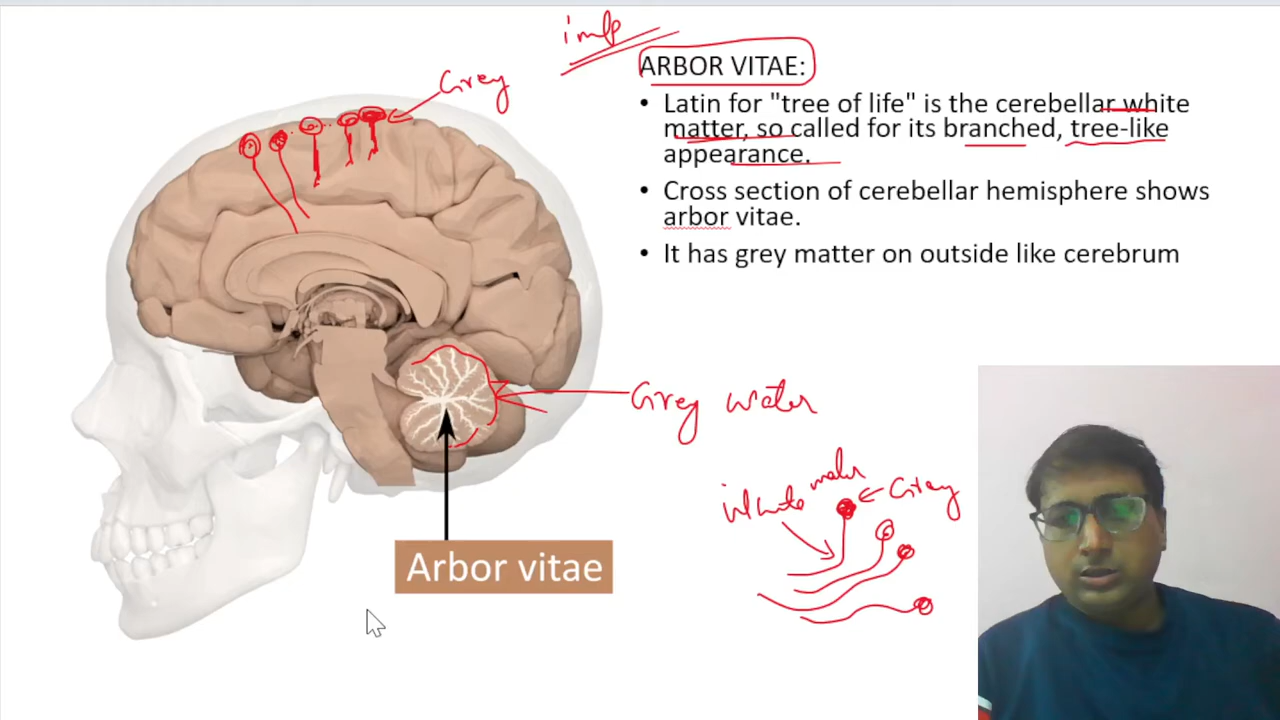 imp
ARBOR VITAE:
• Latin for "tree of life" is the cerebellar white
matter, so called for its branched, tree-like
appearance.
• Cross section of cerebellar hemisphere shows
arbor vitae.
• It has grey matter on outside like cerebrum
Grey
Grey water
White matter
Grey
Arbor vitae